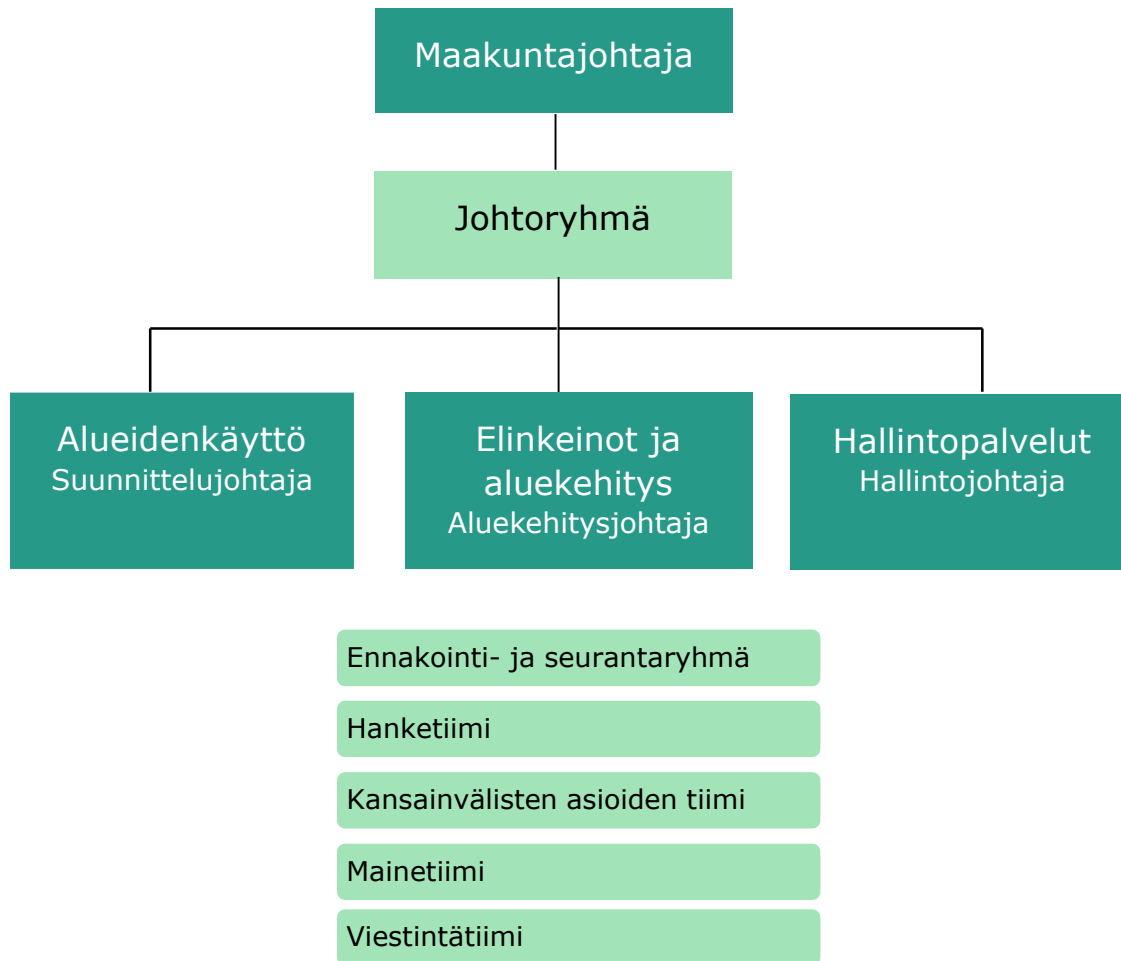 Maakuntajohtaja
Johtoryhmä
Alueidenkäyttö
Suunnittelujohtaja
Elinkeinot ja
aluekehitys
Aluekehitysjohtaja
Hallintopalvelut
Hallintojohtaja
Ennakointi- ja seurantaryhmä
Hanketiimi
Kansainvälisten asioiden tiimi
Mainetiimi
Viestintätiimi